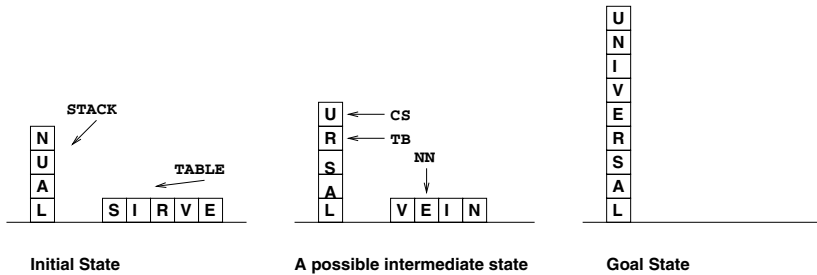 STACK
N
U
A
L
TABLE
S I R V E
Initial State
U
R
S
A
L
CS
TB
NN
V E I N
A possible intermediate state
U
N
I
V
E
R
S
A
L
Goal State